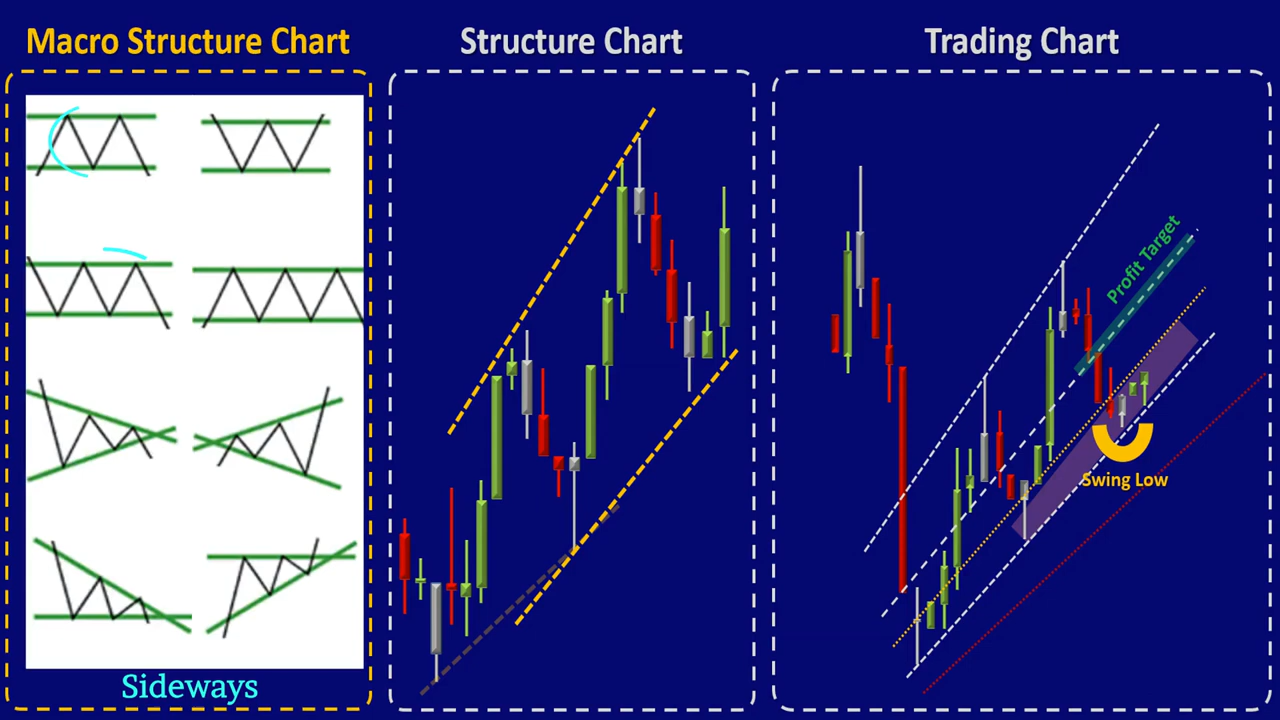 Macro Structure Chart
Structure Chart
Trading Chart
Profit Target
Swing Low
Sideways